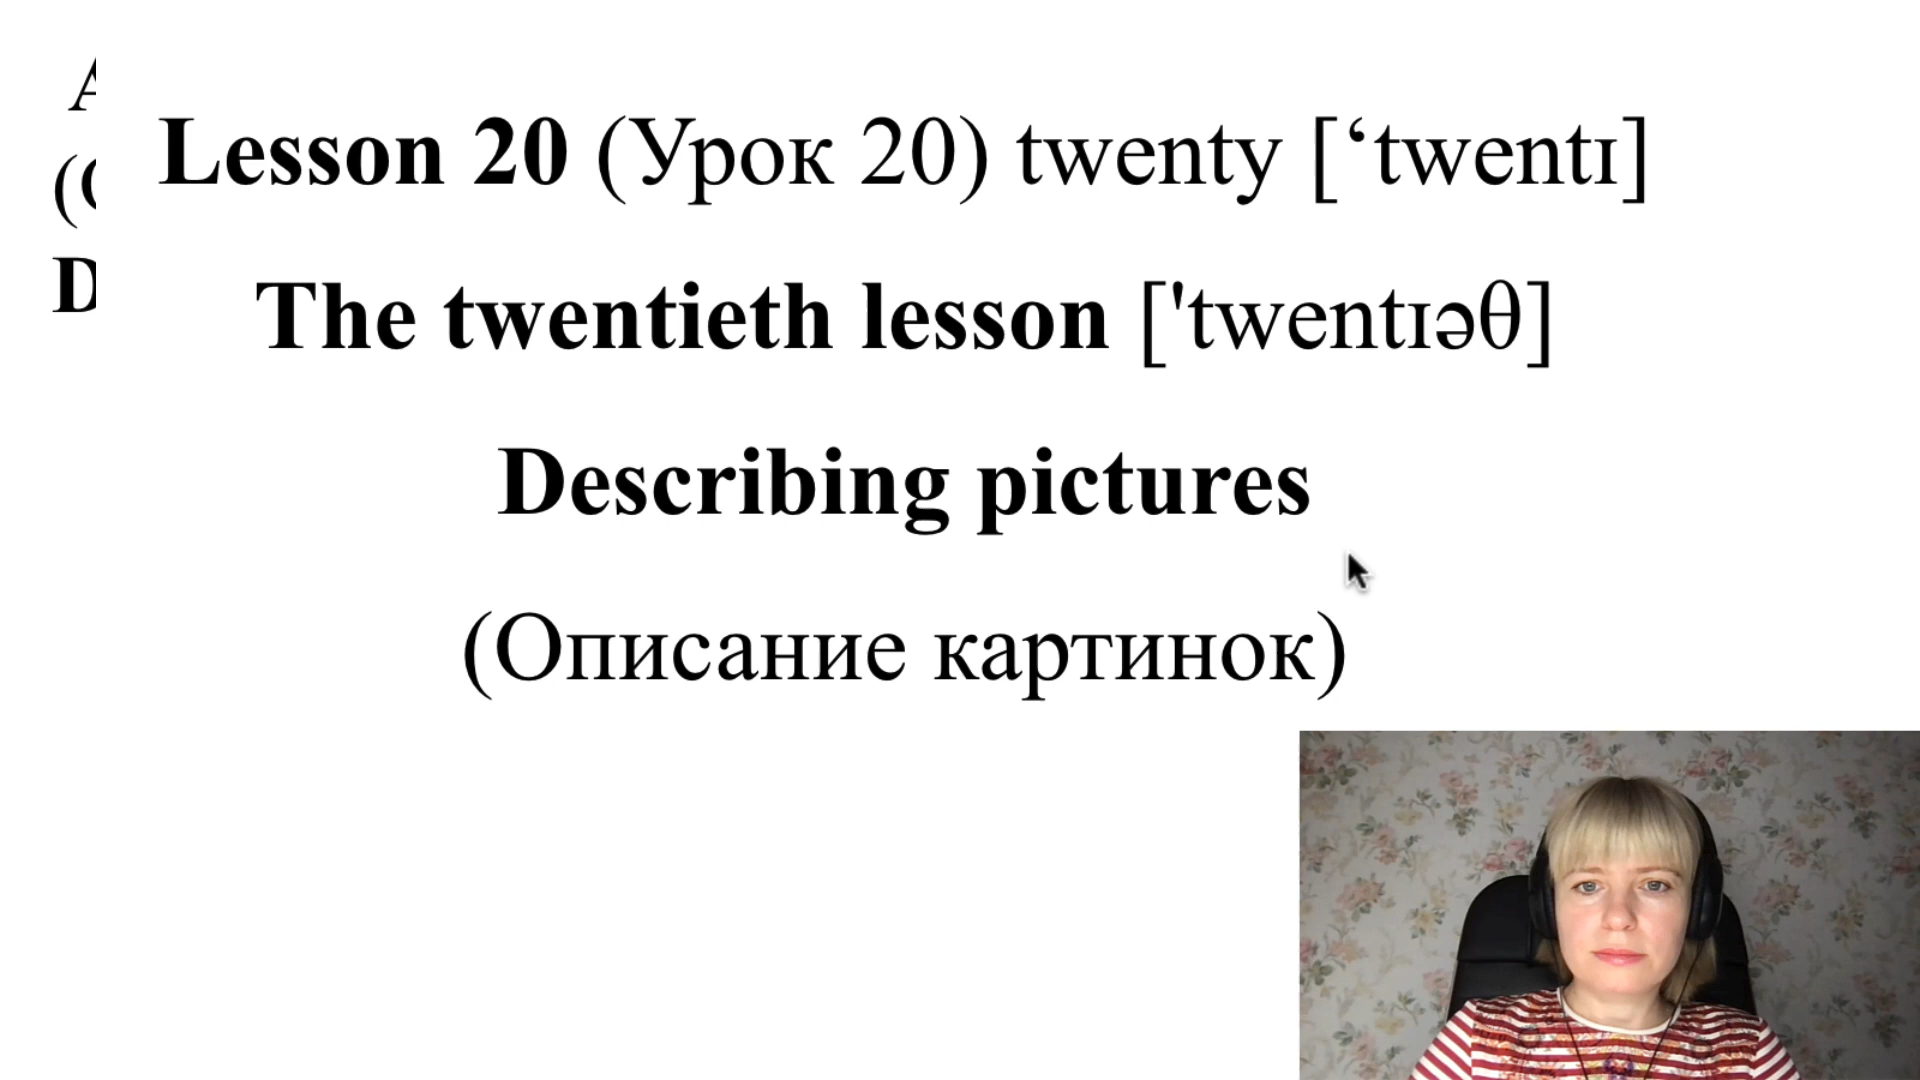 Lesson 20 (Урок 20) twenty [‘twentɪ]
The twentieth lesson ['twentɪəθ]
Describing pictures
(Описание картинок)